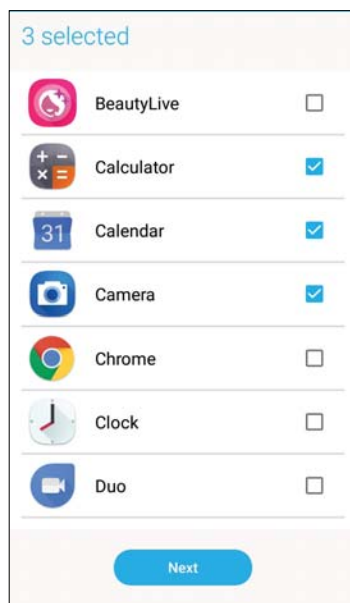 3 selected
BeautyLive
Calculator
31 Calendar
Camera
Chrome
Clock
Duo
Next